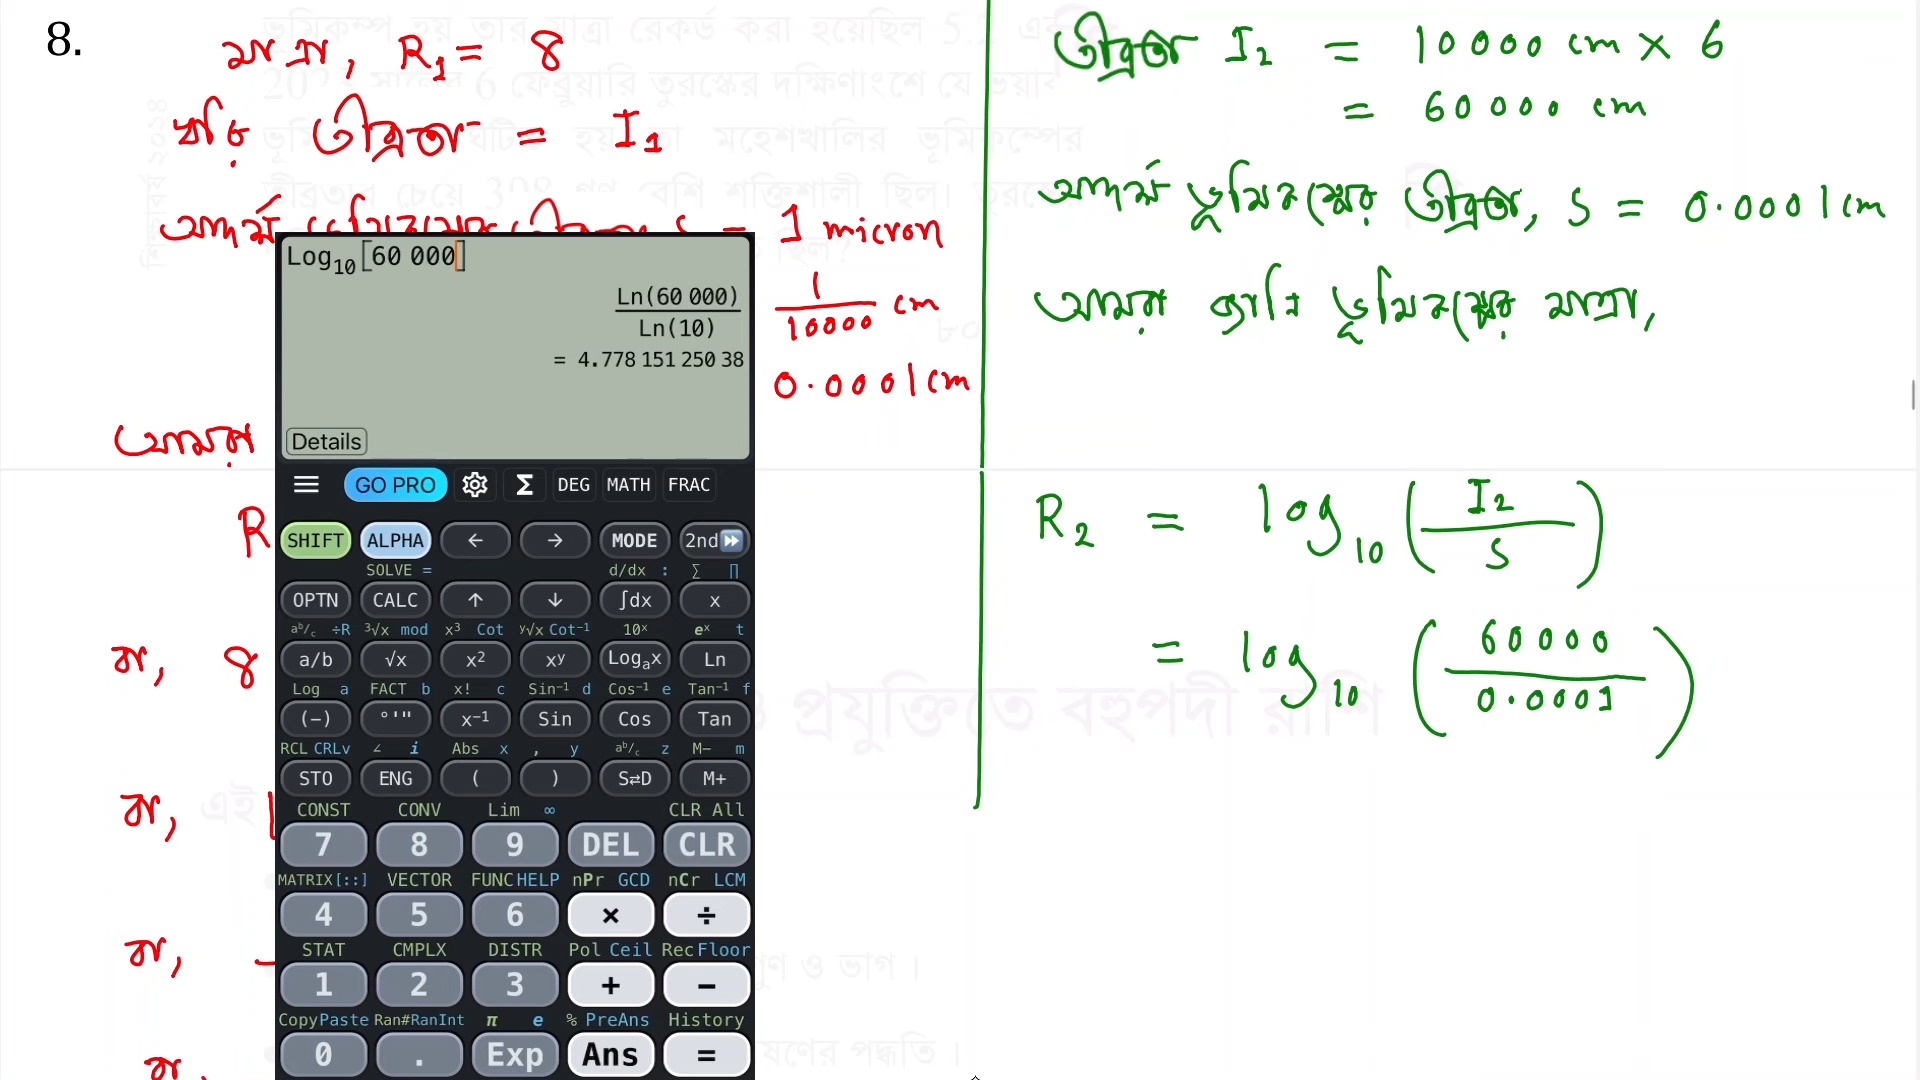 8.
মাত্রা, R₁ = 8
ধরি তীব্রতা = I₁
আদর্শ
= 1 micron
1/10000 cm
0.0001 cm
আমরা
R
বা, 8
বা,
বা,
বা,
তীব্রতা I₂ = 10000 cm × 6
= 60000 cm
আদর্শ ভূমিকম্পের তীব্রতা, S = 0.0001 cm
আমরা জানি ভূমিকম্পের মাত্রা,
R₂ = log₁₀ (I₂/S)
= log₁₀ (60000/0.0001)
Log₁₀[60 000]
Ln(60 000)
Ln(10)
= 4.778 151 250 38
Details
GO PRO Σ DEG MATH FRAC
SHIFT ALPHA ← → MODE 2nd
SOLVE = d/dx : ∑ ∏
OPTN CALC ↑ ↓ ∫dx x
aᵇ/c ÷R ³√x mod x³ Cot ʸ√x Cot⁻¹ 10ˣ eˣ t
a/b √x x² xʸ Logₐx Ln
Log a FACT b x! c Sin⁻¹ d Cos⁻¹ e Tan⁻¹ f
(−) °'" x⁻¹ Sin Cos Tan
RCL CRLv ∠ i Abs x , y aᵇ/c z M− m
STO ENG ( ) S⇄D M+
CONST CONV Lim ∞ CLR All
7 8 9 DEL CLR
MATRIX[::] VECTOR FUNC HELP nPr GCD nCr LCM
4 5 6 × ÷
STAT CMPLX DISTR Pol Ceil Rec Floor
1 2 3 + −
Copy Paste Ran# RanInt π e % PreAns History
0 . Exp Ans =